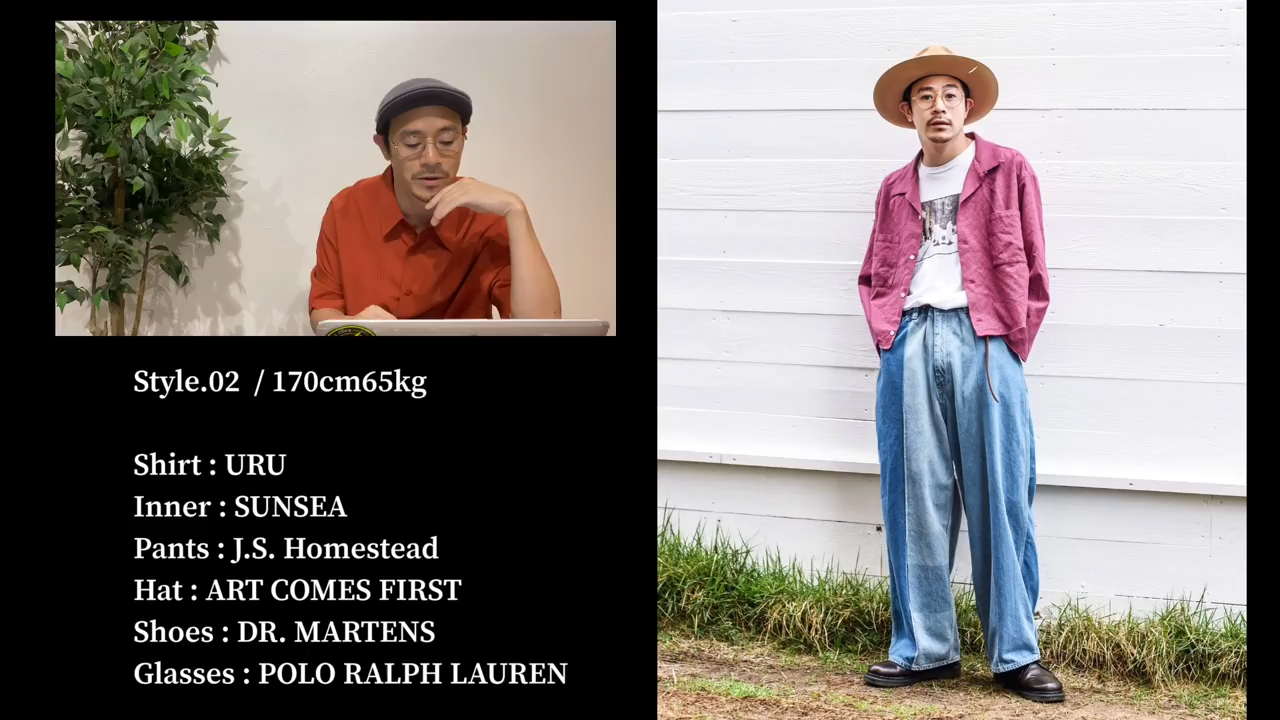 Style.02 / 170cm65kg
Shirt : URU
Inner : SUNSEA
Pants : J.S. Homestead
Hat : ART COMES FIRST
Shoes : DR. MARTENS
Glasses : POLO RALPH LAUREN